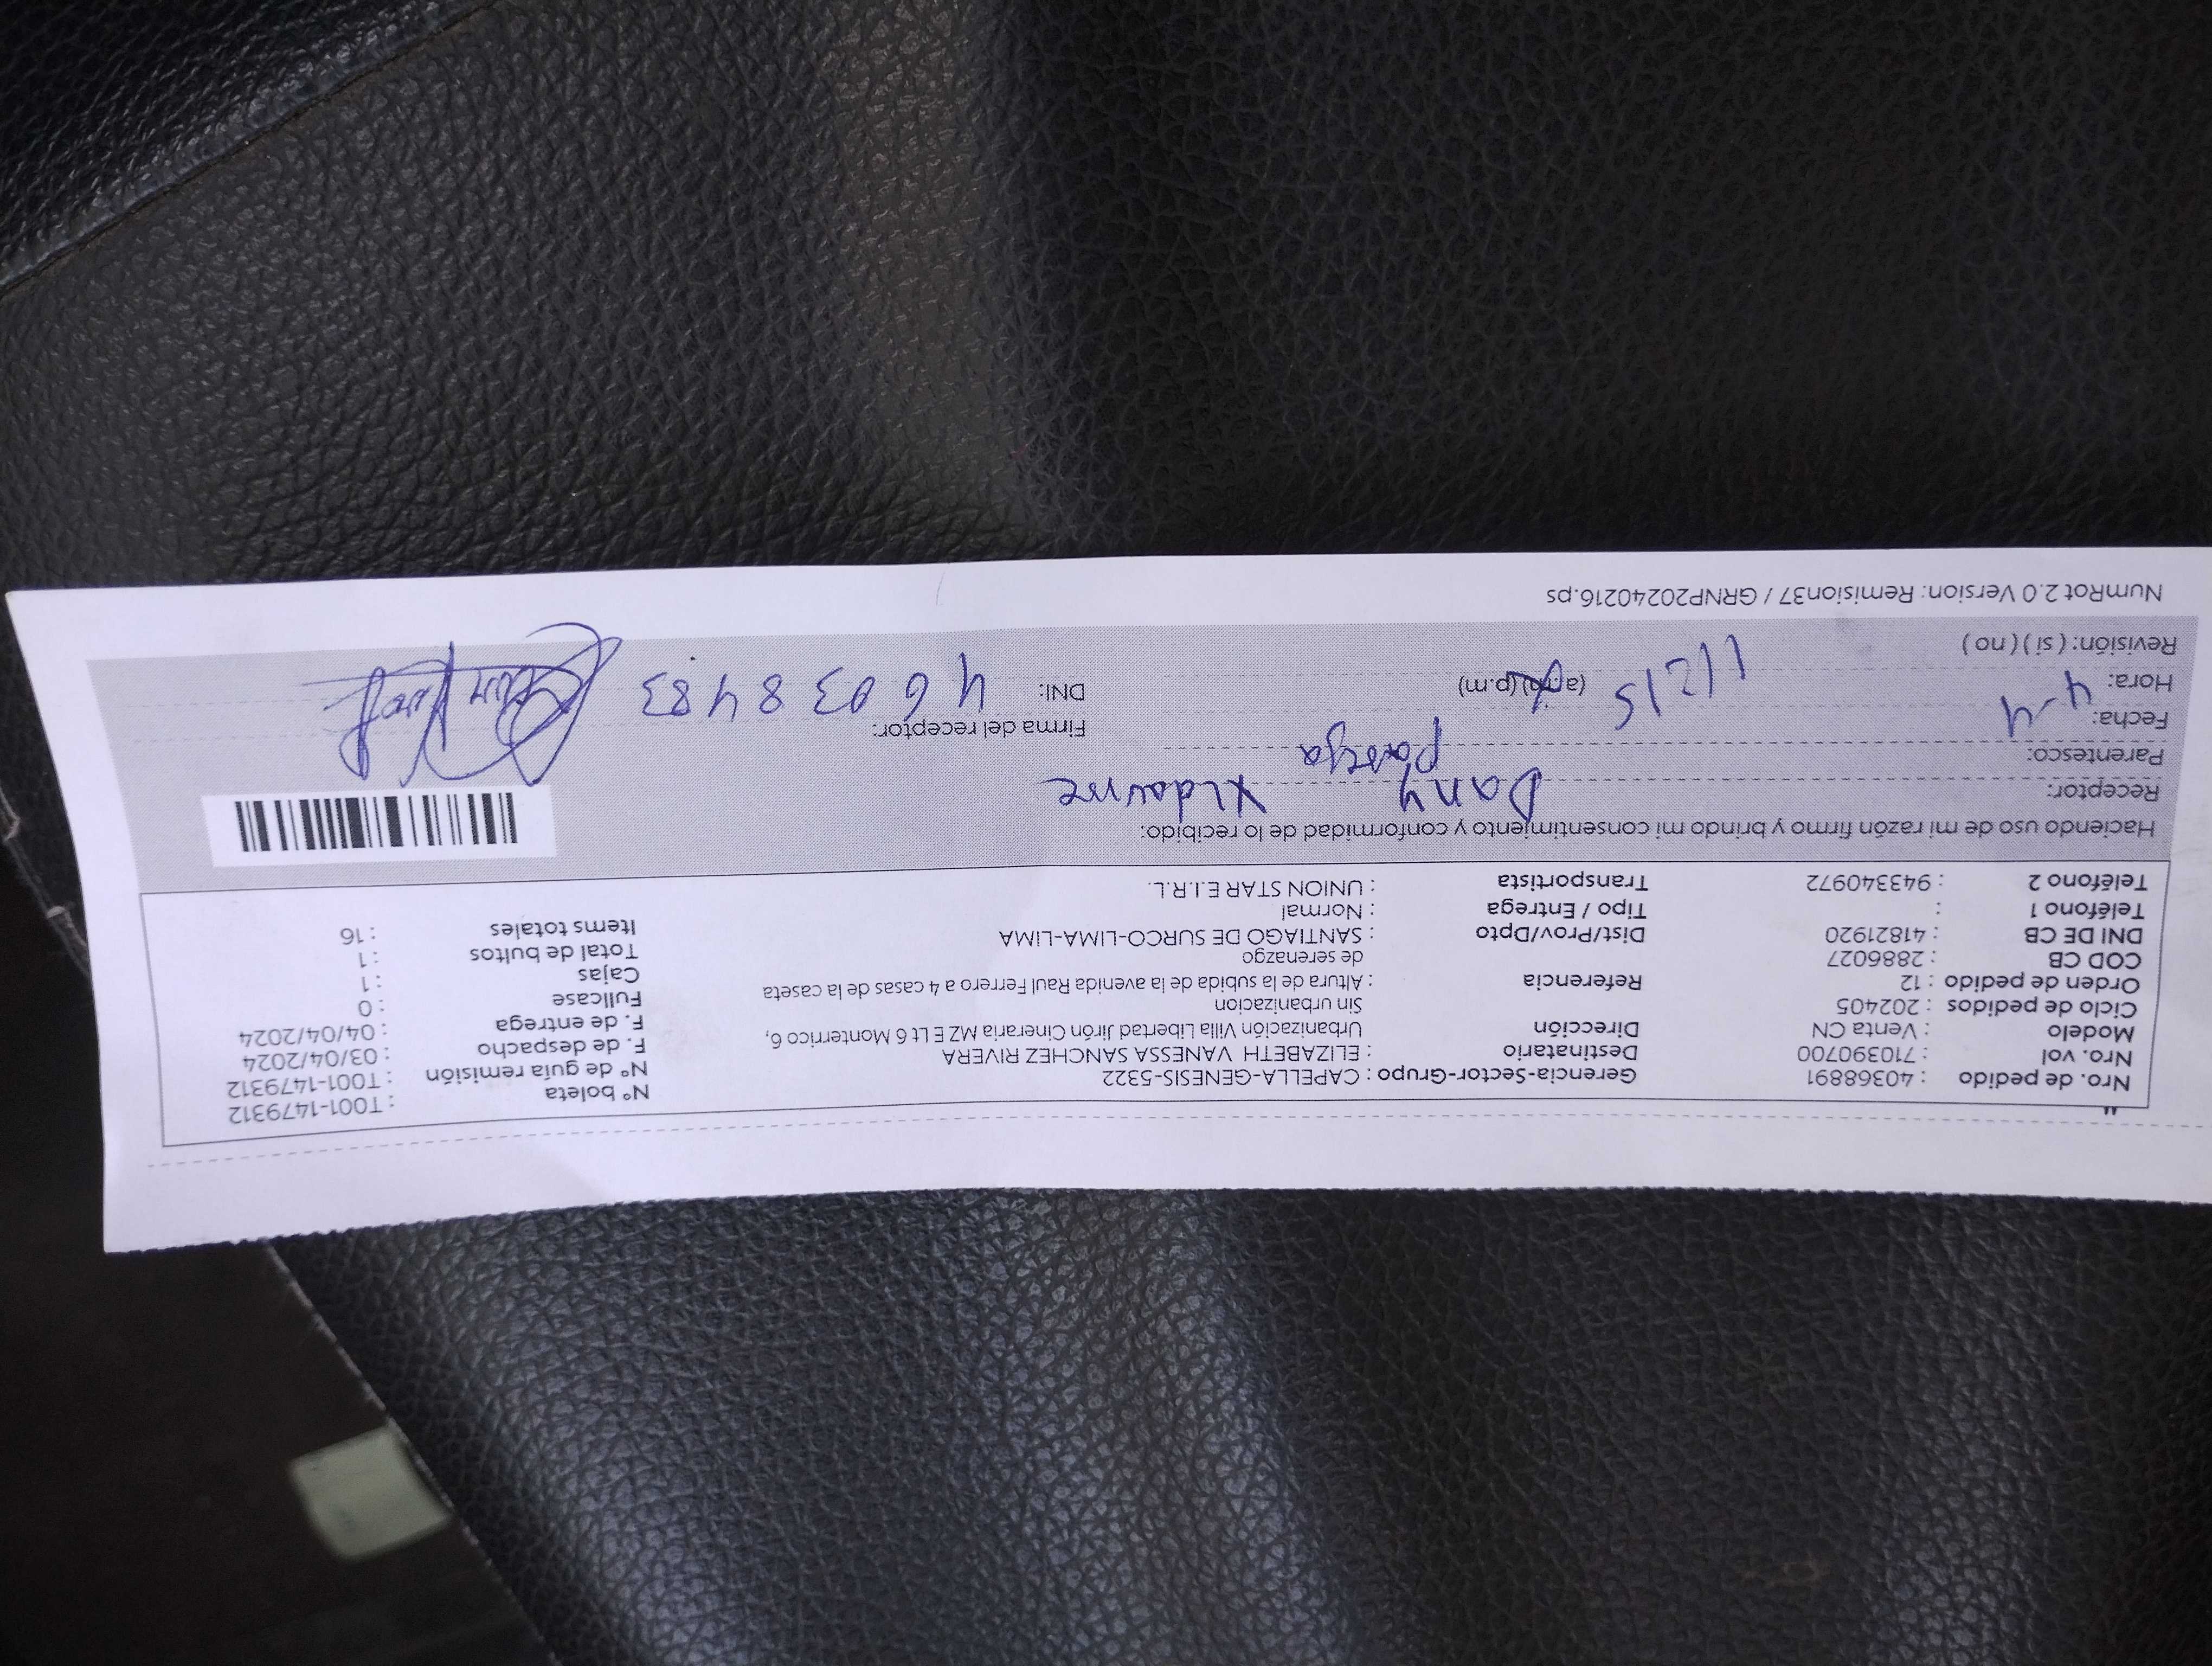 Nro. de pedido : 40368891 Gerencia-Sector-Grupo : CAPELLA-GENESIS-5322 N° boleta : T001-1479312
Nro. vol : 710390700 Destinatario : ELIZABETH VANESSA SANCHEZ RIVERA N° de guía remisión : T001-1479312
Modelo : Venta CN Dirección Urbanización Villa Libertad Jirón Cineraria MZ E Lt 6 Monterrico 6, F. de despacho : 03/04/2024
Ciclo de pedidos : 202405 Sin urbanizacion F. de entrega : 04/04/2024
Orden de pedido : 12 Referencia : Altura de la subida de la avenida Raul Ferrero a 4 casas de la caseta Fullcase : 0
COD CB : 2886027 de serenazgo Cajas : 1
DNI DE CB : 41821920 Dist/Prov/Dpto : SANTIAGO DE SURCO-LIMA-LIMA Total de bultos : 1
Teléfono 1 : Tipo / Entrega : Normal Items totales : 16
Teléfono 2 : 943340972 Transportista : UNION STAR E.I.R.L.
Haciendo uso de mi razón firmo y brindo mi consentimiento y conformidad de lo recibido:
Receptor: Dany
Parentesco: pareja
Fecha: 4-4 Firma del receptor:
Hora: 11215 (a.m) (p.m) DNI: 46038483
Revisión: ( si ) ( no )
NumRot 2.0 Version: Remision37 / GRNP20240216.ps